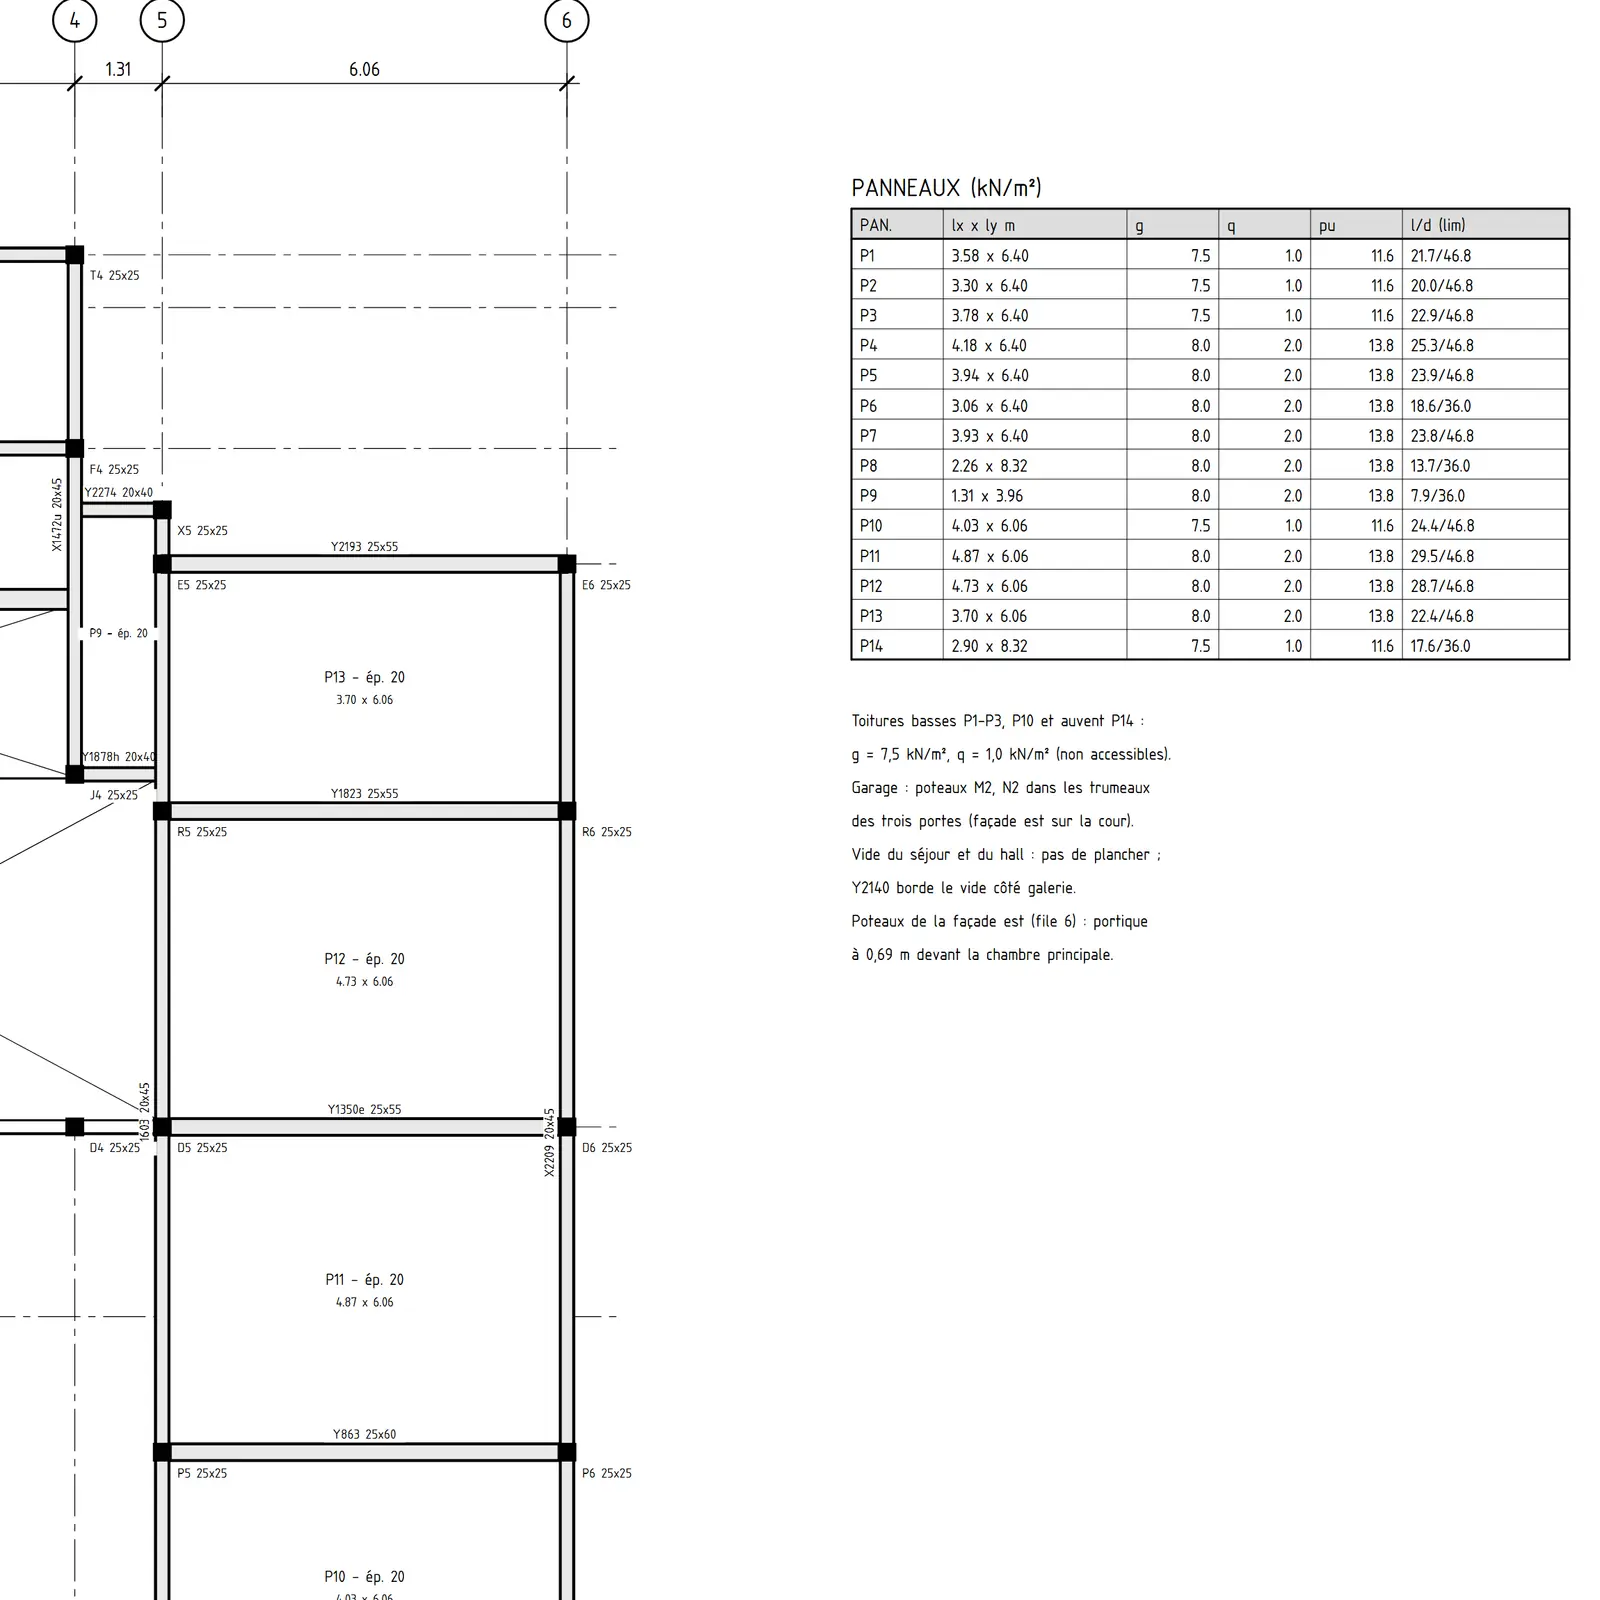 4 5 6
1.31 6.06
T4 25x25
F4 25x25
Y2274 20x40
X1472u 20x45
X5 25x25
Y2193 25x55
E5 25x25 E6 25x25
P9 - ép. 20
P13 - ép. 20
3.70 x 6.06
Y1878h 20x40
J4 25x25
Y1823 25x55
R5 25x25 R6 25x25
P12 - ép. 20
4.73 x 6.06
1603 20x45
Y1350e 25x55
X2209 20x45
D4 25x25 D5 25x25 D6 25x25
P11 - ép. 20
4.87 x 6.06
Y863 25x60
P5 25x25 P6 25x25
P10 - ép. 20
4.03 x 6.06
PANNEAUX (kN/m²)
PAN. lx x ly m g q pu l/d (lim)
P1 3.58 x 6.40 7.5 1.0 11.6 21.7/46.8
P2 3.30 x 6.40 7.5 1.0 11.6 20.0/46.8
P3 3.78 x 6.40 7.5 1.0 11.6 22.9/46.8
P4 4.18 x 6.40 8.0 2.0 13.8 25.3/46.8
P5 3.94 x 6.40 8.0 2.0 13.8 23.9/46.8
P6 3.06 x 6.40 8.0 2.0 13.8 18.6/36.0
P7 3.93 x 6.40 8.0 2.0 13.8 23.8/46.8
P8 2.26 x 8.32 8.0 2.0 13.8 13.7/36.0
P9 1.31 x 3.96 8.0 2.0 13.8 7.9/36.0
P10 4.03 x 6.06 7.5 1.0 11.6 24.4/46.8
P11 4.87 x 6.06 8.0 2.0 13.8 29.5/46.8
P12 4.73 x 6.06 8.0 2.0 13.8 28.7/46.8
P13 3.70 x 6.06 8.0 2.0 13.8 22.4/46.8
P14 2.90 x 8.32 7.5 1.0 11.6 17.6/36.0
Toitures basses P1-P3, P10 et auvent P14 :
g = 7,5 kN/m², q = 1,0 kN/m² (non accessibles).
Garage : poteaux M2, N2 dans les trumeaux
des trois portes (façade est sur la cour).
Vide du séjour et du hall : pas de plancher ;
Y2140 borde le vide côté galerie.
Poteaux de la façade est (file 6) : portique
à 0,69 m devant la chambre principale.